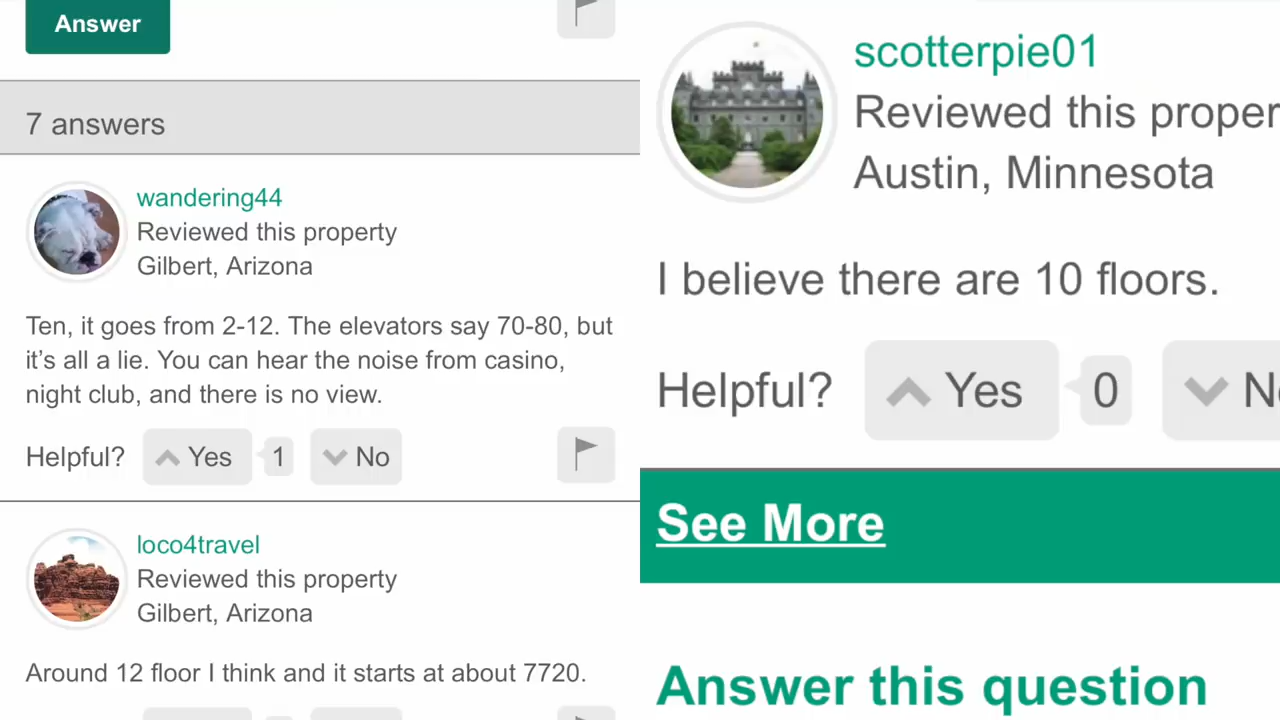 Answer
7 answers
wandering44
Reviewed this property
Gilbert, Arizona
Ten, it goes from 2-12. The elevators say 70-80, but
it’s all a lie. You can hear the noise from casino,
night club, and there is no view.
Helpful? Yes 1 No
loco4travel
Reviewed this property
Gilbert, Arizona
Around 12 floor I think and it starts at about 7720.
scotterpie01
Reviewed this proper
Austin, Minnesota
I believe there are 10 floors.
Helpful? Yes 0
See More
Answer this question